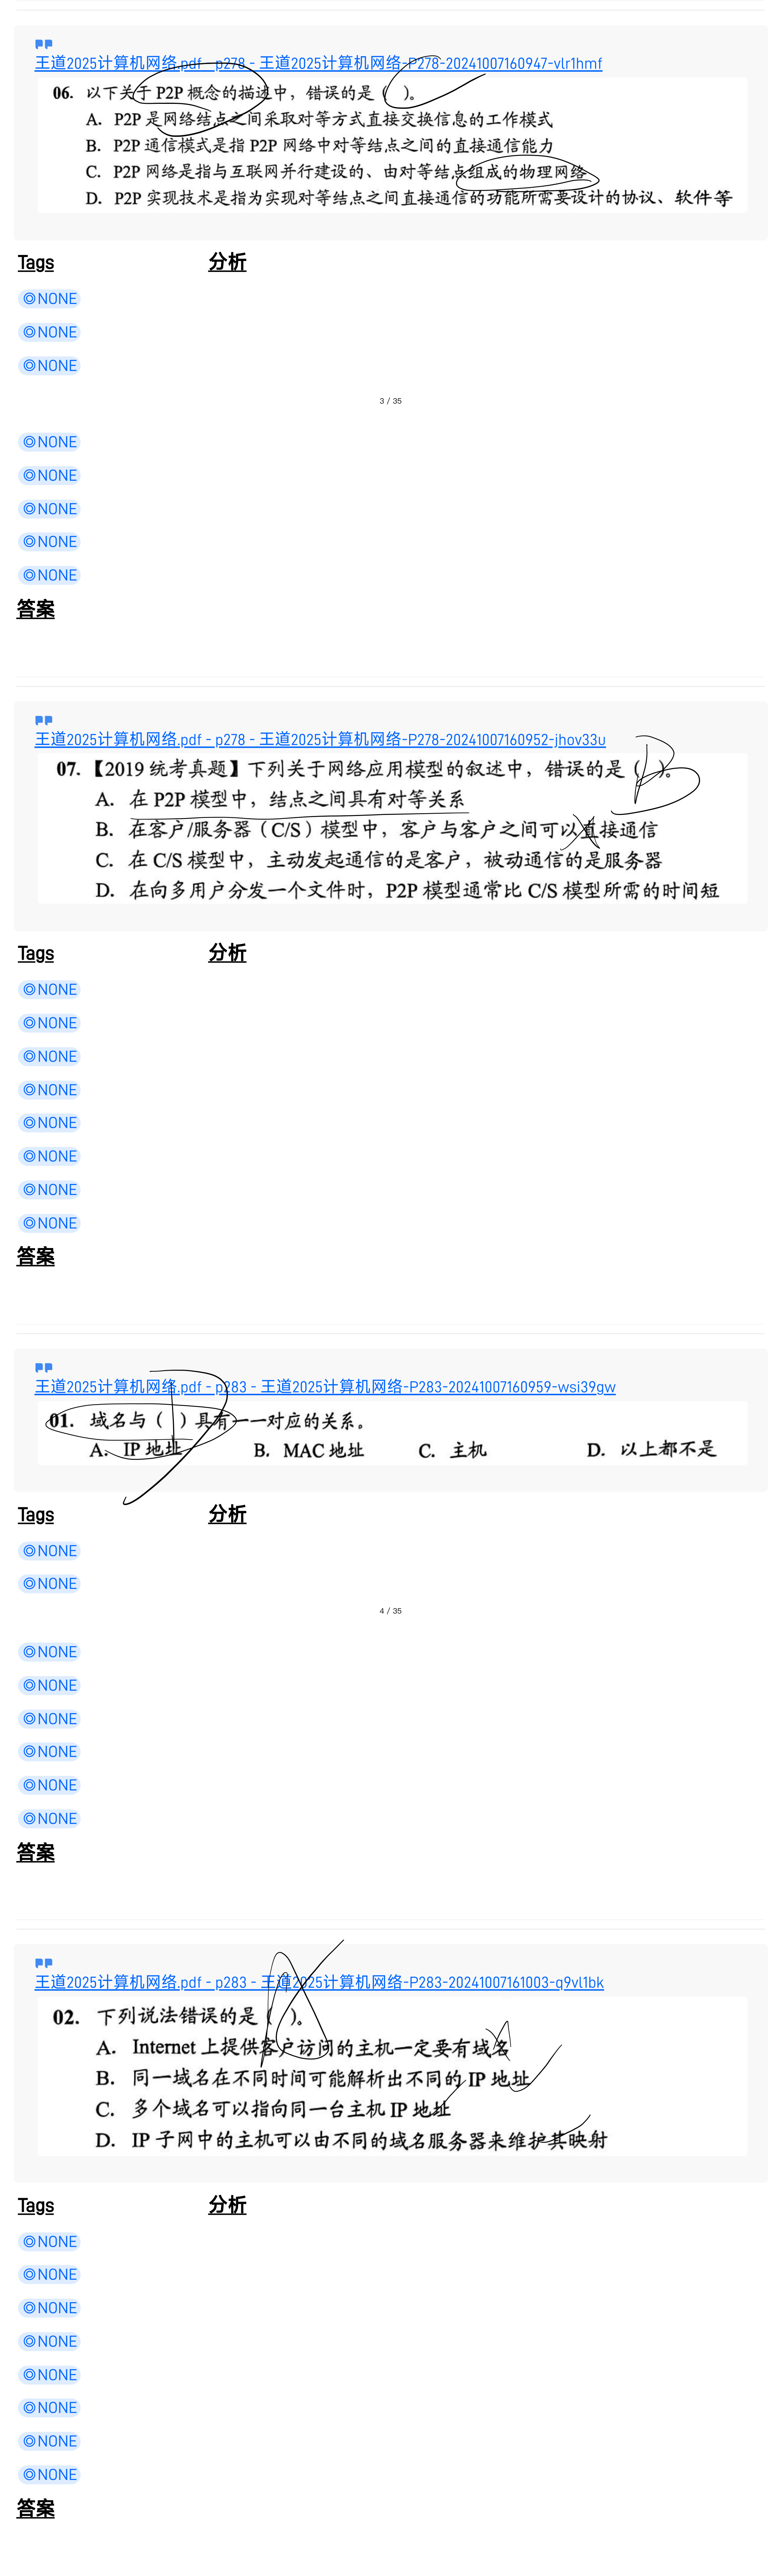 王道2025计算机网络.pdf - p278 - 王道2025计算机网络-P278-20241007160947-vlr1hmf
06. 以下关于 P2P 概念的描述中，错误的是（ ）。
A. P2P 是网络结点之间采取对等方式直接交换信息的工作模式
B. P2P 通信模式是指 P2P 网络中对等结点之间的直接通信能力
C. P2P 网络是指与互联网并行建设的、由对等结点组成的物理网络
D. P2P 实现技术是指为实现对等结点之间直接通信的功能所需要设计的协议、软件等
Tags 分析
◎NONE
◎NONE
◎NONE
3 / 35
◎NONE
◎NONE
◎NONE
◎NONE
◎NONE
答案
王道2025计算机网络.pdf - p278 - 王道2025计算机网络-P278-20241007160952-jhov33u
07. 【2019 统考真题】下列关于网络应用模型的叙述中，错误的是（B）。
A. 在 P2P 模型中，结点之间具有对等关系
B. 在客户/服务器（C/S）模型中，客户与客户之间可以直接通信
C. 在 C/S 模型中，主动发起通信的是客户，被动通信的是服务器
D. 在向多用户分发一个文件时，P2P 模型通常比 C/S 模型所需的时间短
Tags 分析
◎NONE
◎NONE
◎NONE
◎NONE
◎NONE
◎NONE
◎NONE
◎NONE
答案
王道2025计算机网络.pdf - p283 - 王道2025计算机网络-P283-20241007160959-wsi39gw
01. 域名与（ ）具有一一对应的关系。
A. IP 地址 B. MAC 地址 C. 主机 D. 以上都不是
Tags 分析
◎NONE
◎NONE
4 / 35
◎NONE
◎NONE
◎NONE
◎NONE
◎NONE
◎NONE
答案
王道2025计算机网络.pdf - p283 - 王道2025计算机网络-P283-20241007161003-q9vl1bk
02. 下列说法错误的是（ ）。
A. Internet 上提供客户访问的主机一定要有域名
B. 同一域名在不同时间可能解析出不同的 IP 地址
C. 多个域名可以指向同一台主机 IP 地址
D. IP 子网中的主机可以由不同的域名服务器来维护其映射
Tags 分析
◎NONE
◎NONE
◎NONE
◎NONE
◎NONE
◎NONE
◎NONE
◎NONE
答案